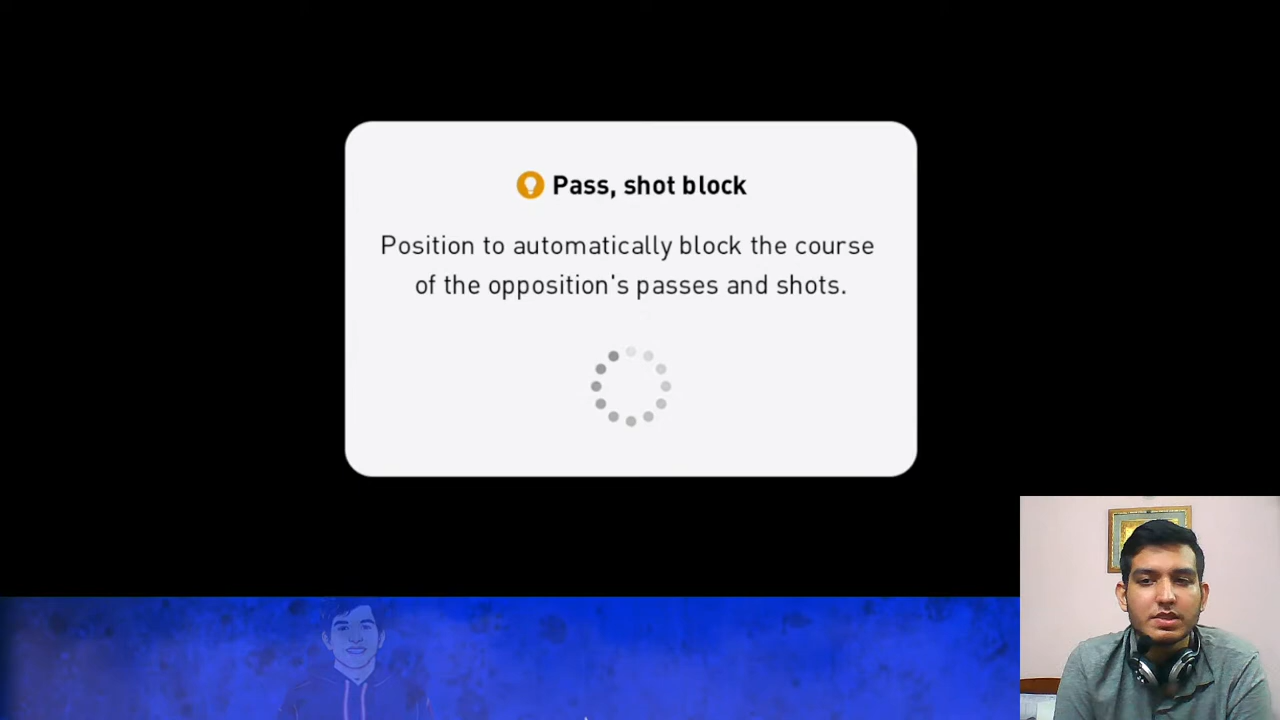 Pass, shot block
Position to automatically block the course
of the opposition's passes and shots.